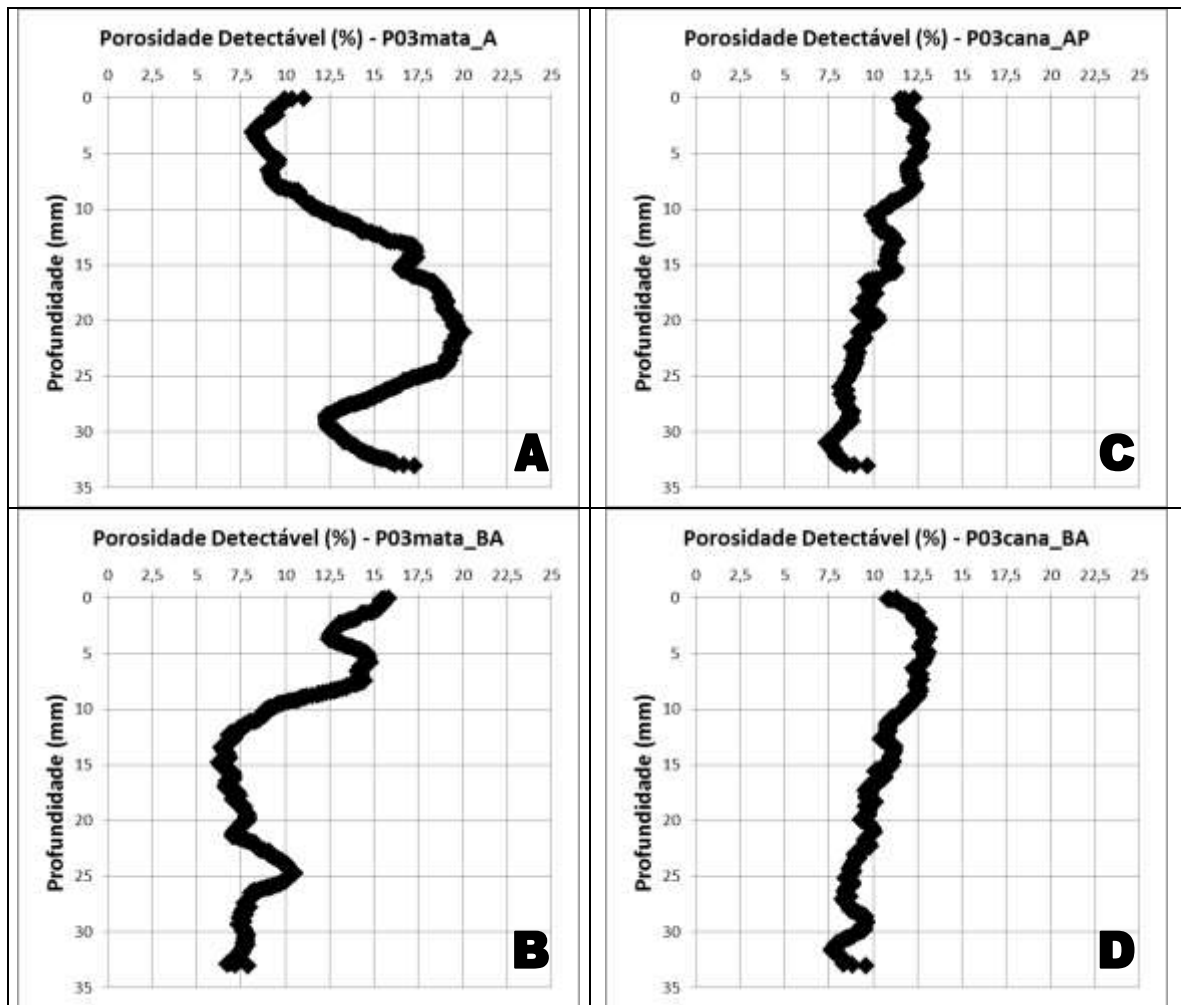 Porosidade Detectável (%) - P03mata_A
0 2,5 5 7,5 10 12,5 15 17,5 20 22,5 25
Profundidade (mm)
0
5
10
15
20
25
30
35
A
Porosidade Detectável (%) - P03cana_AP
0 2,5 5 7,5 10 12,5 15 17,5 20 22,5 25
Profundidade (mm)
0
5
10
15
20
25
30
35
C
Porosidade Detectável (%) - P03mata_BA
0 2,5 5 7,5 10 12,5 15 17,5 20 22,5 25
Profundidade (mm)
0
5
10
15
20
25
30
35
B
Porosidade Detectável (%) - P03cana_BA
0 2,5 5 7,5 10 12,5 15 17,5 20 22,5 25
Profundidade (mm)
0
5
10
15
20
25
30
35
D